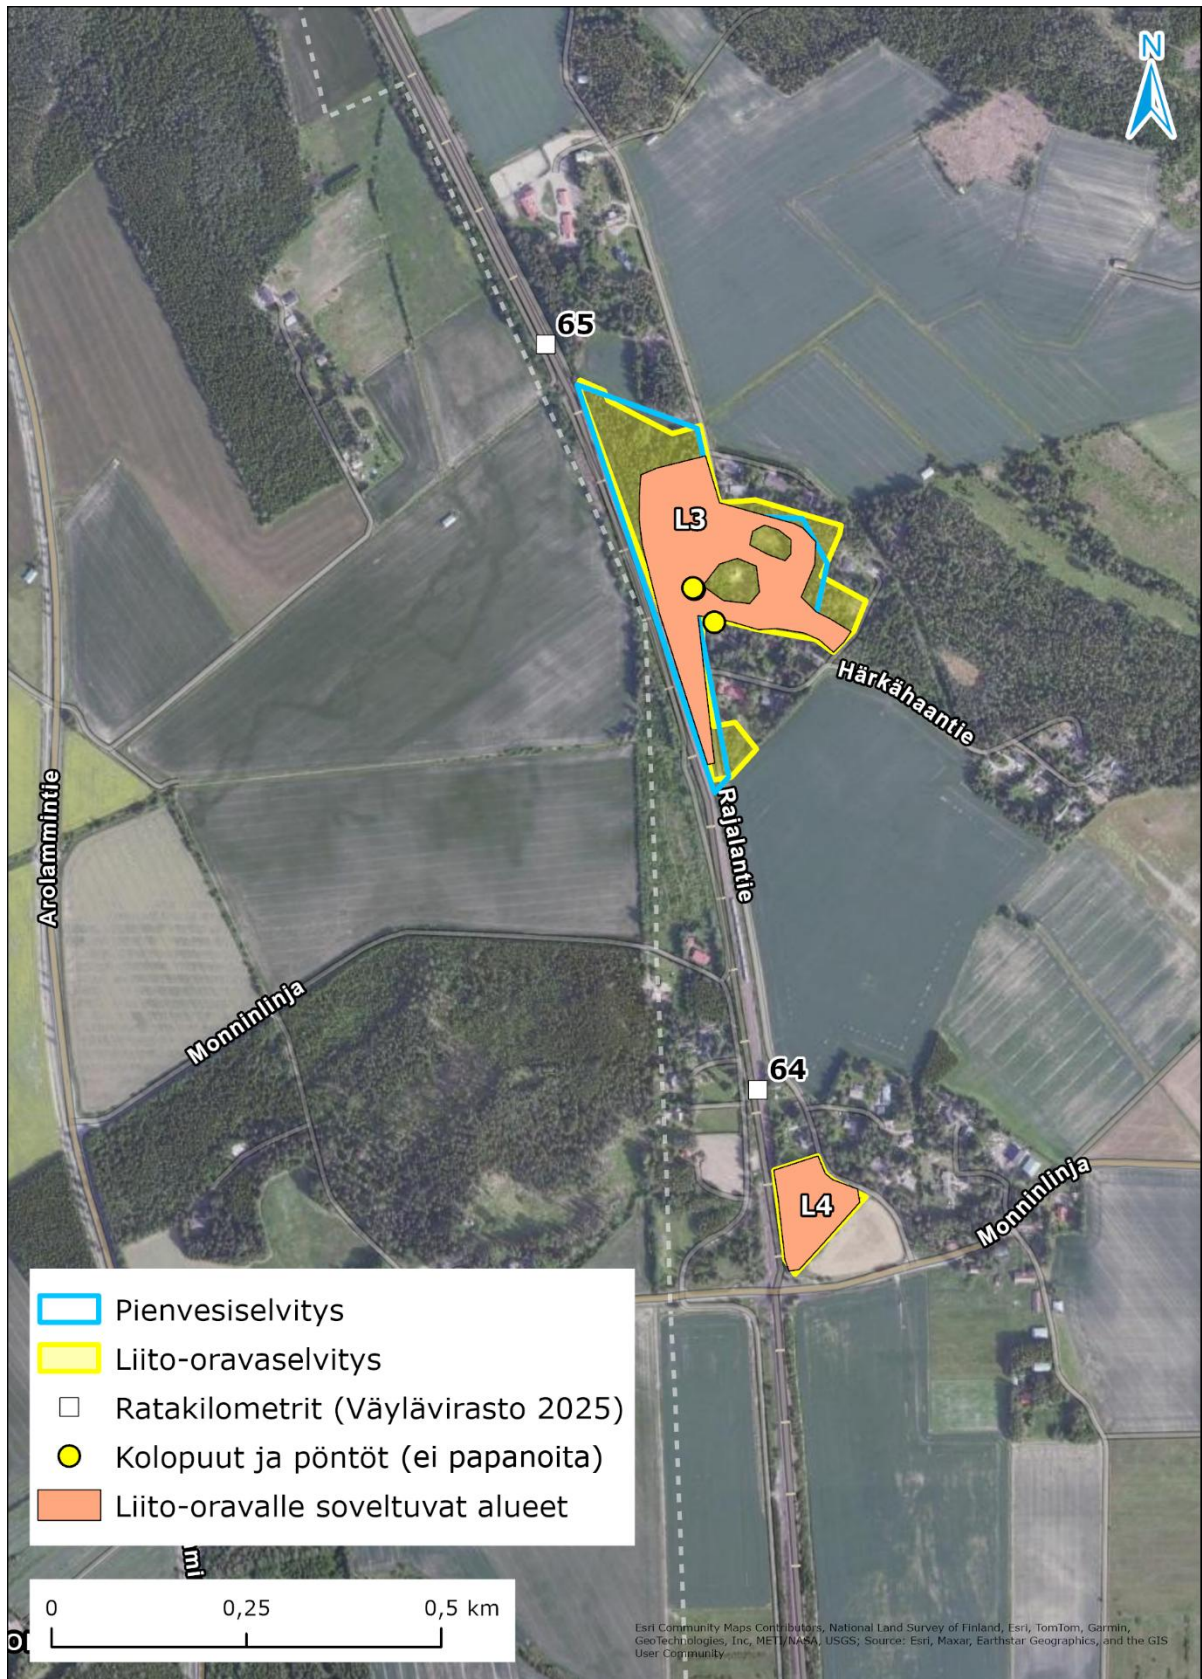 N
65
L3
Härkähaantie
Rajalantie
Arolammintie
Monninlinja
64
L4
Monninlinja
Pienvesiselvitys
Liito-oravaselvitys
Ratakilometrit (Väylävirasto 2025)
Kolopuut ja pöntöt (ei papanoita)
Liito-oravalle soveltuvat alueet
mi
0 0,25 0,5 km
Esri Community Maps Contributors, National Land Survey of Finland, Esri, TomTom, Garmin,
GeoTechnologies, Inc, METI/NASA, USGS; Source: Esri, Maxar, Earthstar Geographics, and the GIS
User Community